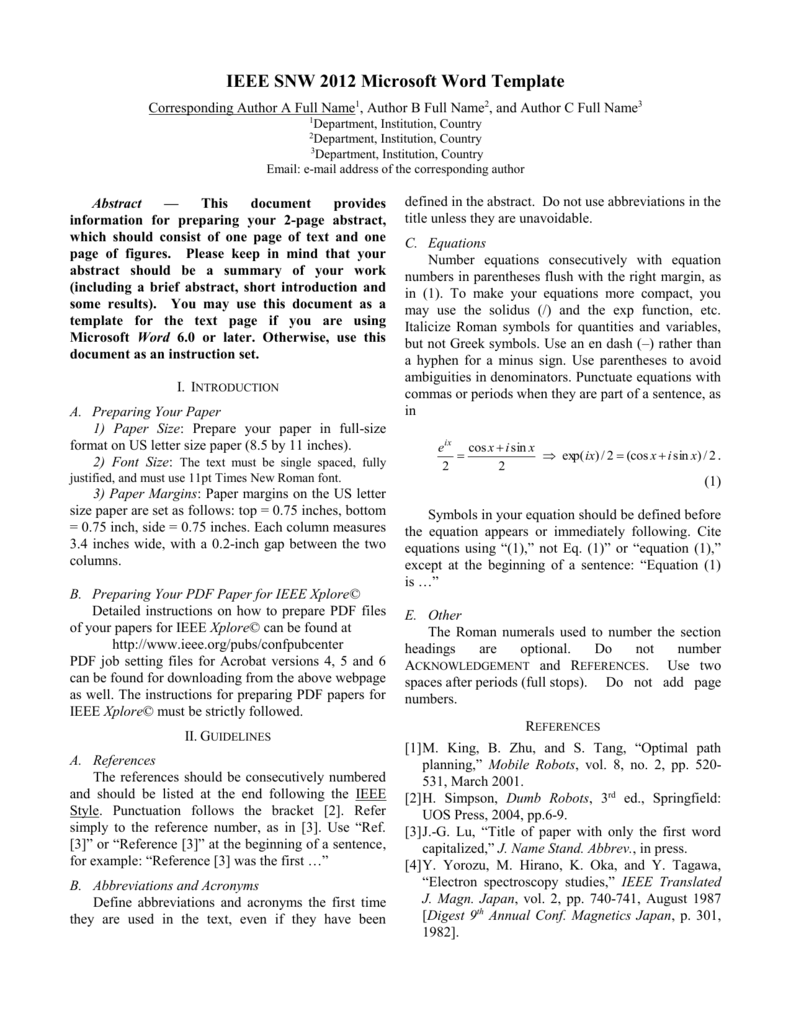 IEEE SNW 2012 Microsoft Word Template
Corresponding Author A Full Name1, Author B Full Name2, and Author C Full Name3
1Department, Institution, Country
2Department, Institution, Country
3Department, Institution, Country
Email: e-mail address of the corresponding author
Abstract — This document provides
information for preparing your 2-page abstract,
which should consist of one page of text and one
page of figures. Please keep in mind that your
abstract should be a summary of your work
(including a brief abstract, short introduction and
some results). You may use this document as a
template for the text page if you are using
Microsoft Word 6.0 or later. Otherwise, use this
document as an instruction set.
I. INTRODUCTION
A. Preparing Your Paper
1) Paper Size: Prepare your paper in full-size
format on US letter size paper (8.5 by 11 inches).
2) Font Size: The text must be single spaced, fully
justified, and must use 11pt Times New Roman font.
3) Paper Margins: Paper margins on the US letter
size paper are set as follows: top = 0.75 inches, bottom
= 0.75 inch, side = 0.75 inches. Each column measures
3.4 inches wide, with a 0.2-inch gap between the two
columns.
B. Preparing Your PDF Paper for IEEE Xplore©
Detailed instructions on how to prepare PDF files
of your papers for IEEE Xplore© can be found at
http://www.ieee.org/pubs/confpubcenter
PDF job setting files for Acrobat versions 4, 5 and 6
can be found for downloading from the above webpage
as well. The instructions for preparing PDF papers for
IEEE Xplore© must be strictly followed.
II. GUIDELINES
A. References
The references should be consecutively numbered
and should be listed at the end following the IEEE
Style. Punctuation follows the bracket [2]. Refer
simply to the reference number, as in [3]. Use “Ref.
[3]” or “Reference [3]” at the beginning of a sentence,
for example: “Reference [3] was the first …”
B. Abbreviations and Acronyms
Define abbreviations and acronyms the first time
they are used in the text, even if they have been
defined in the abstract. Do not use abbreviations in the
title unless they are unavoidable.
C. Equations
Number equations consecutively with equation
numbers in parentheses flush with the right margin, as
in (1). To make your equations more compact, you
may use the solidus (/) and the exp function, etc.
Italicize Roman symbols for quantities and variables,
but not Greek symbols. Use an en dash (–) rather than
a hyphen for a minus sign. Use parentheses to avoid
ambiguities in denominators. Punctuate equations with
commas or periods when they are part of a sentence, as
in
e^ix / 2 = cos x + i sin x / 2 ⇒ exp(ix) / 2 = (cos x + i sin x) / 2 .
(1)
Symbols in your equation should be defined before
the equation appears or immediately following. Cite
equations using “(1),” not Eq. (1)” or “equation (1),”
except at the beginning of a sentence: “Equation (1)
is …”
E. Other
The Roman numerals used to number the section
headings are optional. Do not number
ACKNOWLEDGEMENT and REFERENCES. Use two
spaces after periods (full stops). Do not add page
numbers.
REFERENCES
[1]M. King, B. Zhu, and S. Tang, “Optimal path
planning,” Mobile Robots, vol. 8, no. 2, pp. 520-
531, March 2001.
[2]H. Simpson, Dumb Robots, 3rd ed., Springfield:
UOS Press, 2004, pp.6-9.
[3]J.-G. Lu, “Title of paper with only the first word
capitalized,” J. Name Stand. Abbrev., in press.
[4]Y. Yorozu, M. Hirano, K. Oka, and Y. Tagawa,
“Electron spectroscopy studies,” IEEE Translated
J. Magn. Japan, vol. 2, pp. 740-741, August 1987
[Digest 9th Annual Conf. Magnetics Japan, p. 301,
1982].